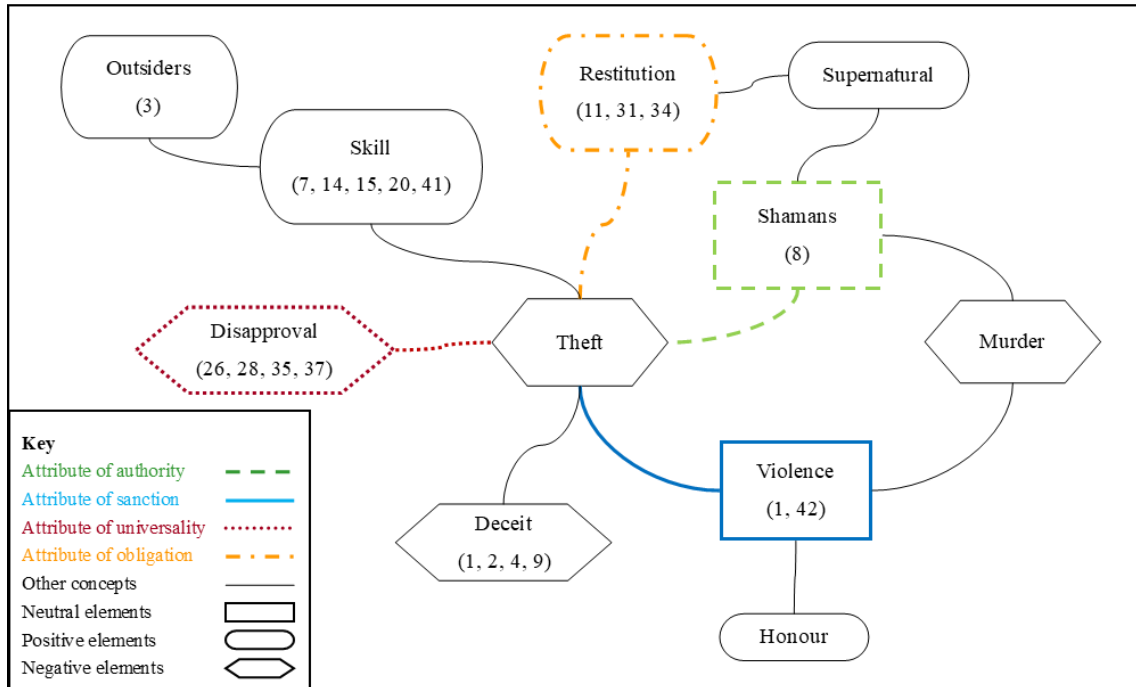 Outsiders
(3)
Restitution
(11, 31, 34)
Supernatural
Skill
(7, 14, 15, 20, 41)
Shamans
(8)
Disapproval
(26, 28, 35, 37)
Theft
Murder
Violence
(1, 42)
Deceit
(1, 2, 4, 9)
Honour
Key
Attribute of authority
Attribute of sanction
Attribute of universality
Attribute of obligation
Other concepts
Neutral elements
Positive elements
Negative elements